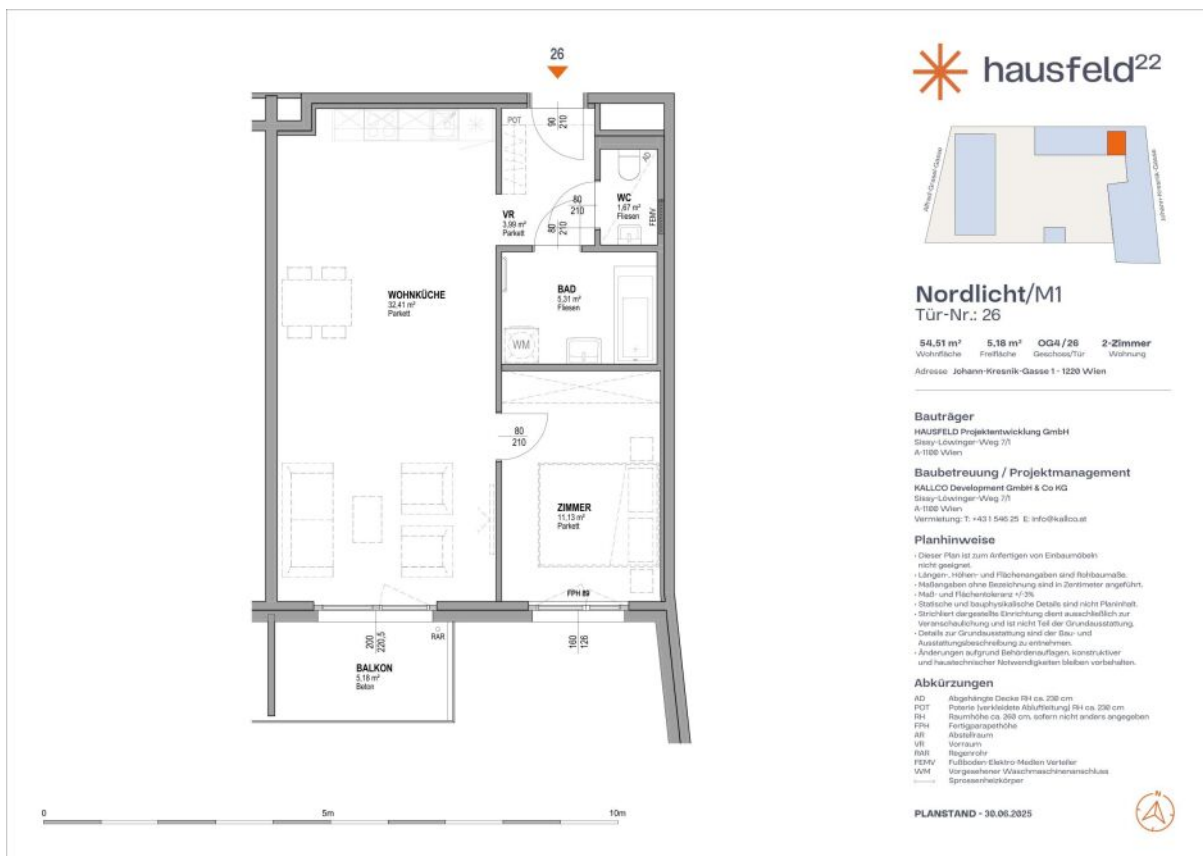 26
POT
90
210
AD
WC
1,67 m²
Fliesen
FEMV
80
210
80
210
VR
3,99 m²
Parkett
WOHNKÜCHE
32,41 m²
Parkett
BAD
5,31 m²
Fliesen
WM
80
210
ZIMMER
11,13 m²
Parkett
FPH 89
200
220,5
RAR
160
126
BALKON
5,18 m²
Beton
0
5m
10m
hausfeld22
Johann-Kresnik-Gasse
Nordlicht/M1
Tür-Nr.: 26
54,51 m² 5,18 m² OG4/26 2-Zimmer
Wohnfläche Freifläche Geschoss/Tür Wohnung
Adresse Johann-Kresnik-Gasse 1 · 1220 Wien
Bauträger
HAUSFELD Projektentwicklung GmbH
Sissy-Löwinger-Weg 7/1
A-1100 Wien
Baubetreuung / Projektmanagement
KALLCO Development GmbH & Co KG
Sissy-Löwinger-Weg 7/1
A-1100 Wien
Vermietung: T: +43 1 546 25 E: info@kallco.at
Planhinweise
· Dieser Plan ist zum Anfertigen von Einbaumöbeln
nicht geeignet.
· Längen-, Höhen- und Flächenangaben sind Rohbaumaße.
· Maßangaben ohne Bezeichnung sind in Zentimeter angeführt.
· Maß- und Flächentoleranz +/-3%
· Statische und bauphysikalische Details sind nicht Planinhalt.
· Strichliert dargestellte Einrichtung dient ausschließlich zur
Veranschaulichung und ist nicht Teil der Grundausstattung.
· Details zur Grundausstattung sind der Bau- und
Ausstattungsbeschreibung zu entnehmen.
· Änderungen aufgrund Behördenauflagen, konstruktiver
und haustechnischer Notwendigkeiten bleiben vorbehalten.
Abkürzungen
AD Abgehängte Decke RH ca. 230 cm
POT Poterie (verkleidete Abluftleitung) RH ca. 230 cm
RH Raumhöhe ca. 260 cm, sofern nicht anders angegeben
FPH Fertigparapethöhe
AR Abstellraum
VR Vorraum
RAR Regenrohr
FEMV Fußboden-Elektro-Medien Verteiler
WM Vorgesehener Waschmaschinenanschluss
Sprossenheizkörper
PLANSTAND - 30.06.2025
N